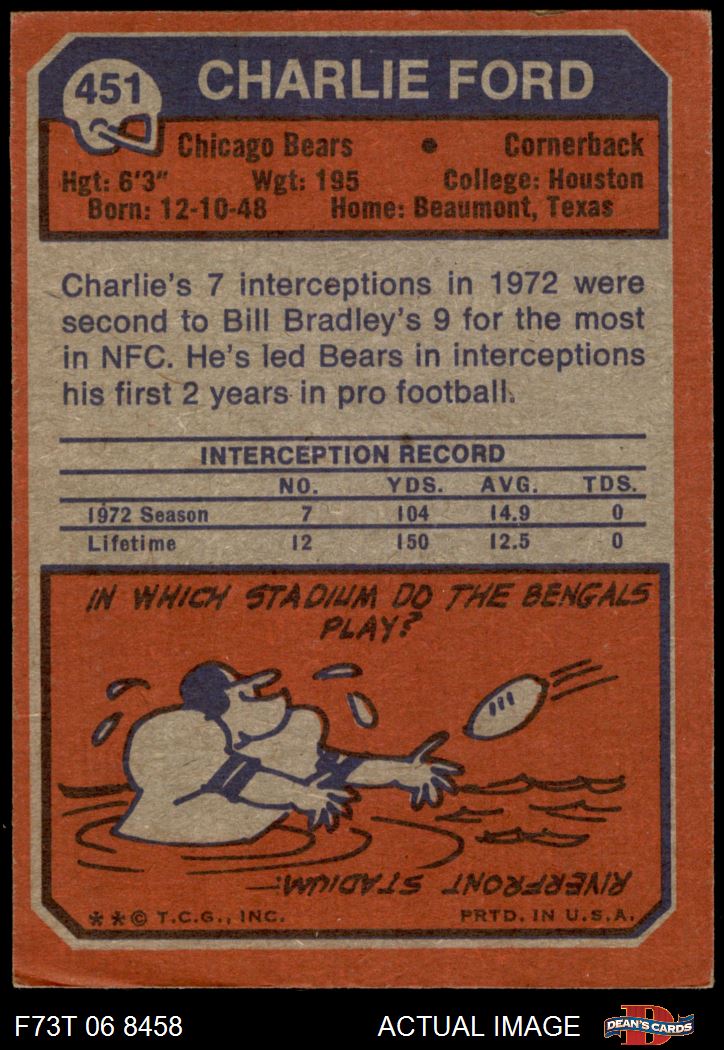 451
CHARLIE FORD
Chicago Bears • Cornerback
Hgt: 6'3" Wgt: 195 College: Houston
Born: 12-10-48 Home: Beaumont, Texas
Charlie's 7 interceptions in 1972 were
second to Bill Bradley's 9 for the most
in NFC. He's led Bears in interceptions
his first 2 years in pro football.
INTERCEPTION RECORD
NO. YDS. AVG. TDS.
1972 Season 7 104 14.9 0
Lifetime 12 150 12.5 0
IN WHICH STADIUM DO THE BENGALS
PLAY?
RIVERFRONT STADIUM.
**© T.C.G., INC. PRTD. IN U.S.A.
F73T 06 8458 ACTUAL IMAGE D DEAN'S CARDS